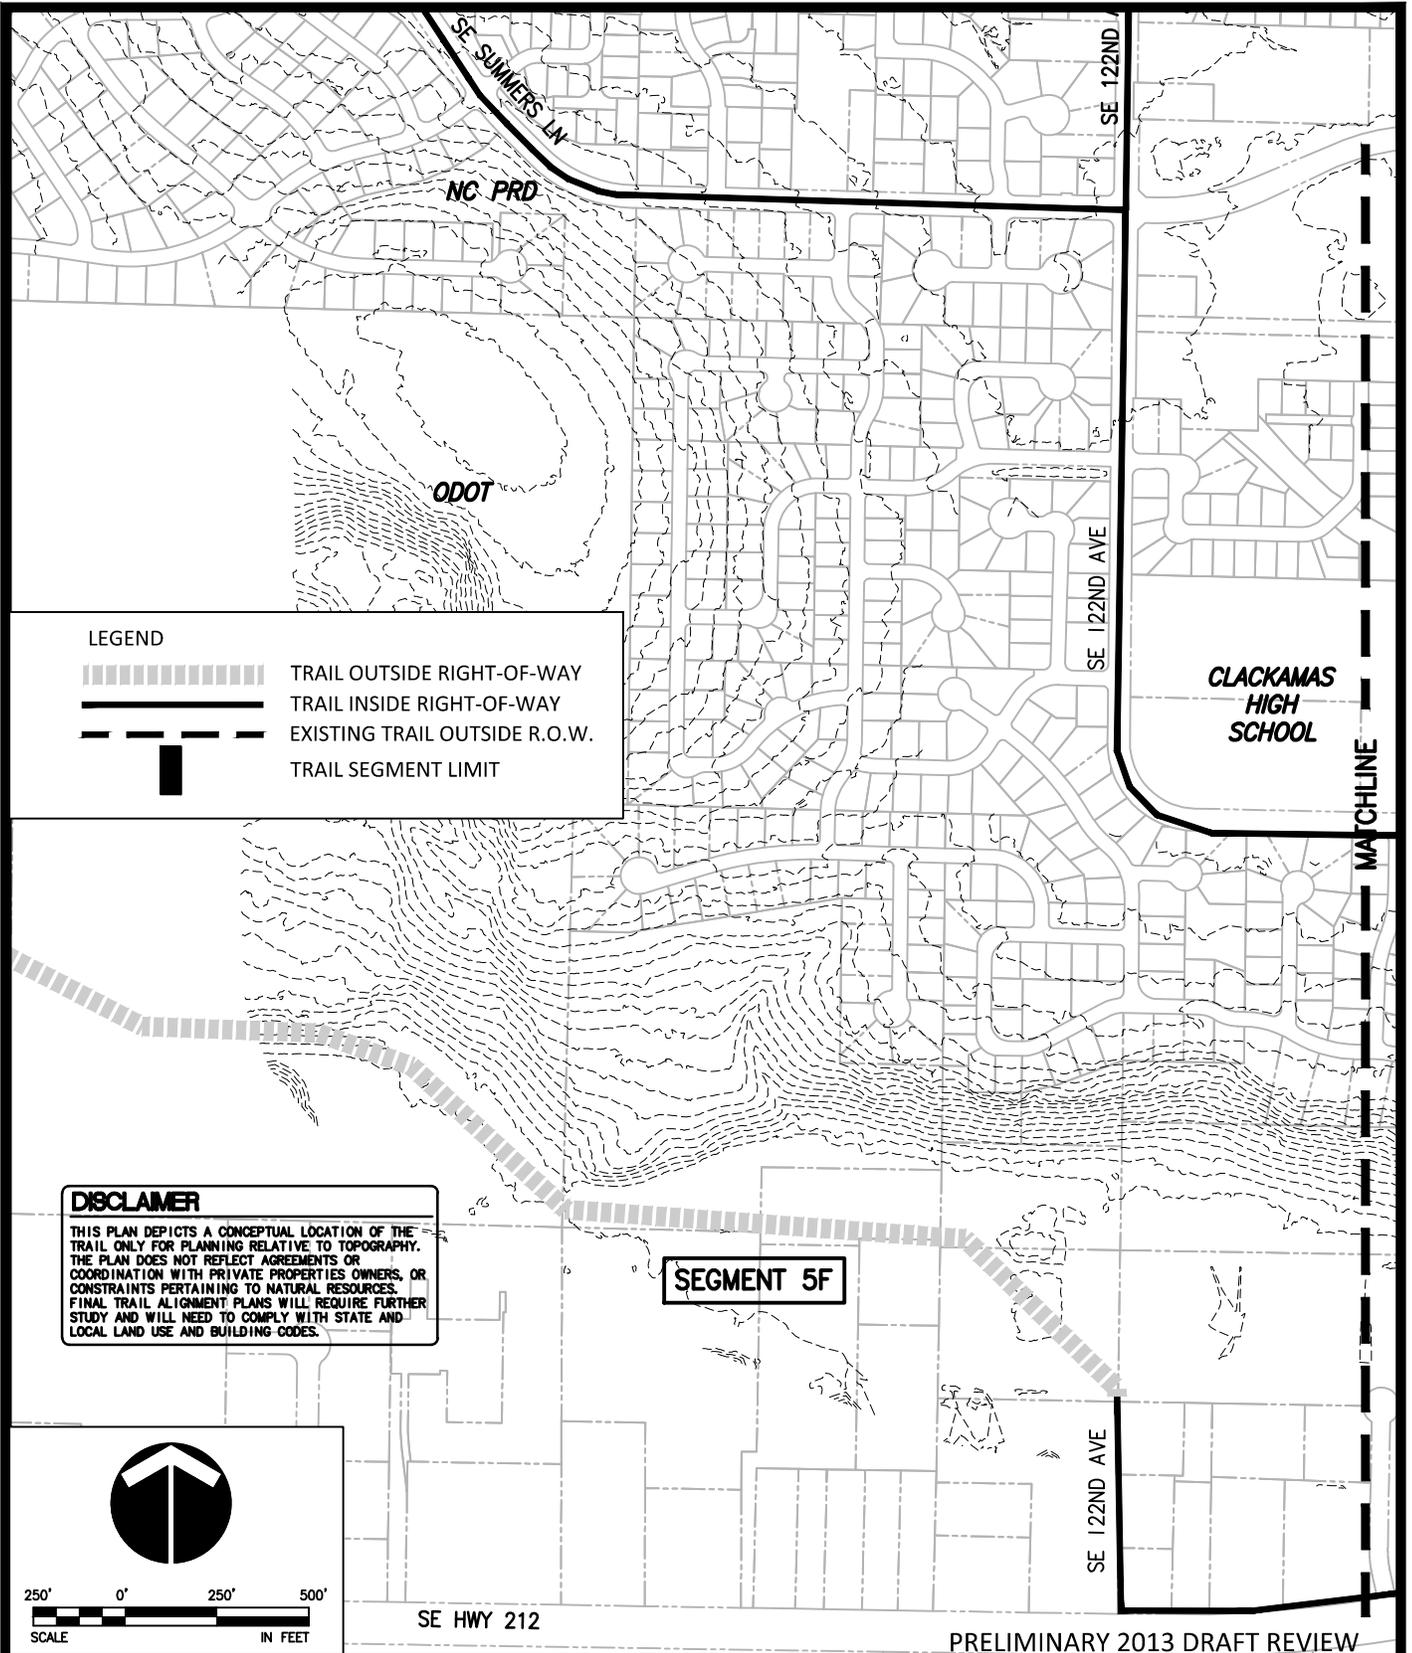 SE SUMMERS LN
SE 122ND
NC PRD
ODOT
SE 122ND AVE
CLACKAMAS
HIGH
SCHOOL
MATCHLINE
LEGEND
TRAIL OUTSIDE RIGHT-OF-WAY
TRAIL INSIDE RIGHT-OF-WAY
EXISTING TRAIL OUTSIDE R.O.W.
TRAIL SEGMENT LIMIT
DISCLAIMER
THIS PLAN DEPICTS A CONCEPTUAL LOCATION OF THE
TRAIL ONLY FOR PLANNING RELATIVE TO TOPOGRAPHY.
THE PLAN DOES NOT REFLECT AGREEMENTS OR
COORDINATION WITH PRIVATE PROPERTIES OWNERS, OR
CONSTRAINTS PERTAINING TO NATURAL RESOURCES.
FINAL TRAIL ALIGNMENT PLANS WILL REQUIRE FURTHER
STUDY AND WILL NEED TO COMPLY WITH STATE AND
LOCAL LAND USE AND BUILDING CODES.
SEGMENT 5F
SE 122ND AVE
250' 0' 250' 500'
SCALE IN FEET
SE HWY 212
PRELIMINARY 2013 DRAFT REVIEW